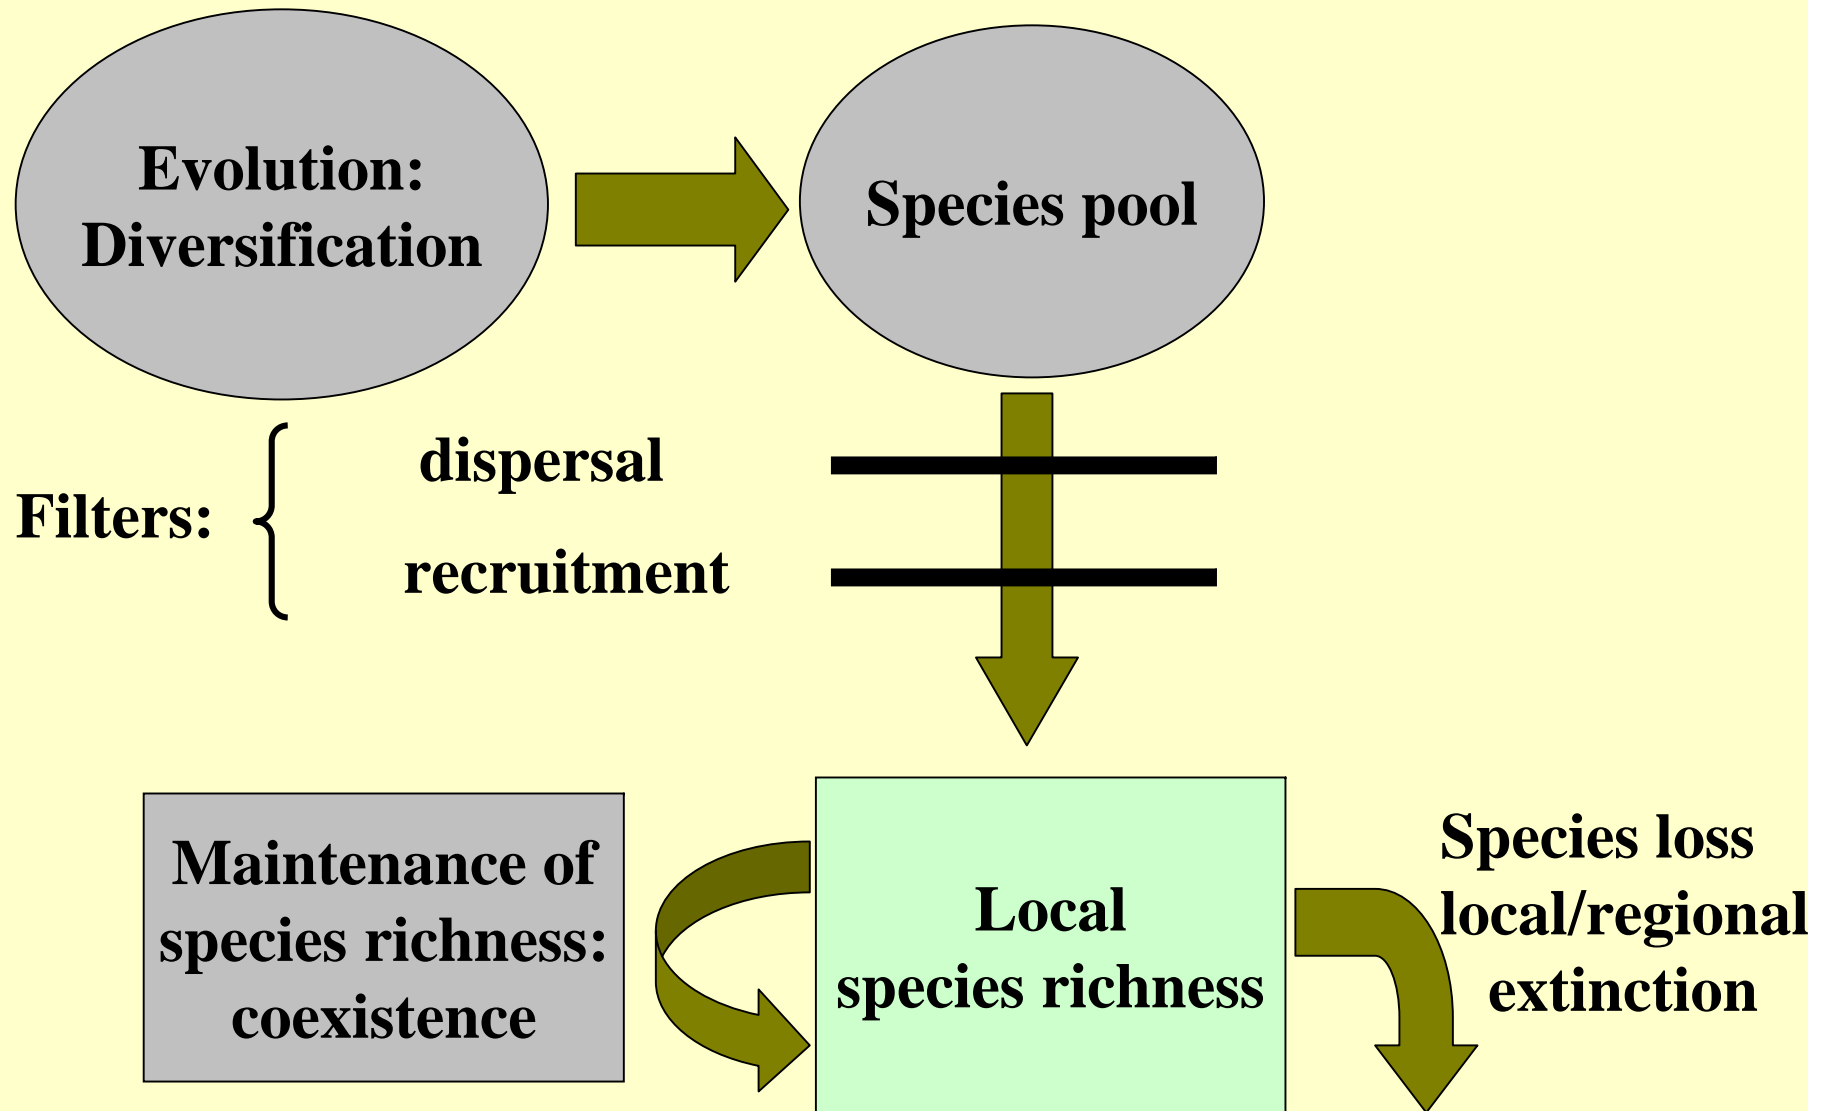 Evolution:
Diversification
Species pool
Filters:
dispersal
recruitment
Maintenance of
species richness:
coexistence
Local
species richness
Species loss
local/regional
extinction